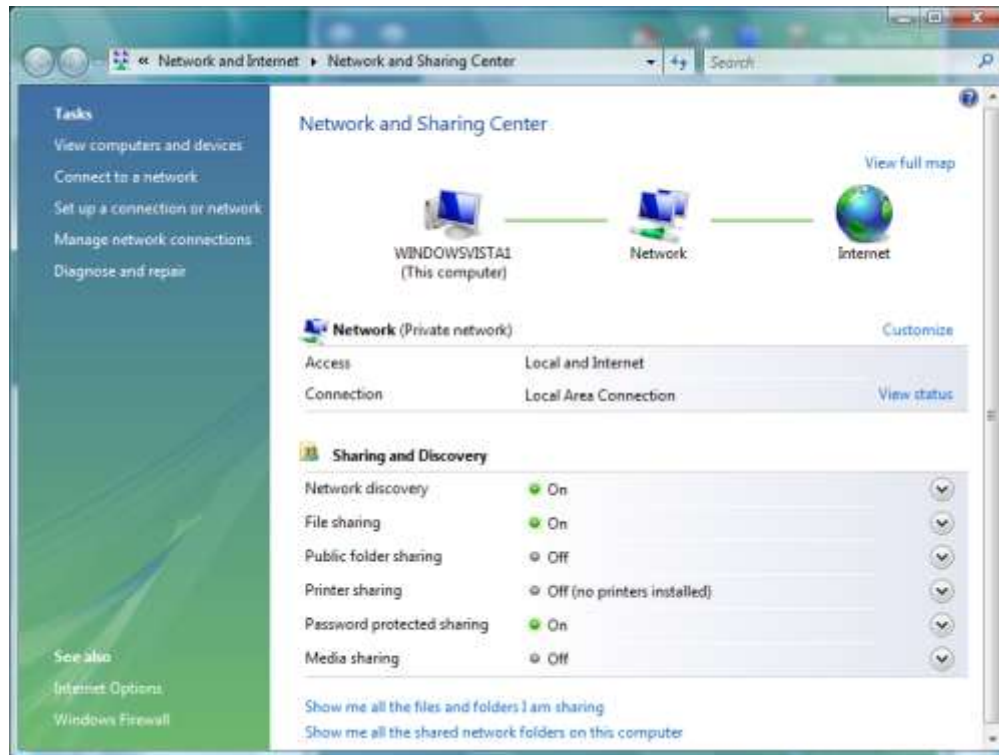 « Network and Internet ▸ Network and Sharing Center
Search
Tasks
View computers and devices
Connect to a network
Set up a connection or network
Manage network connections
Diagnose and repair
See also
Internet Options
Windows Firewall
Network and Sharing Center
View full map
WINDOWSVISTA1
(This computer)
Network
Internet
Network (Private network)
Customize
Access Local and Internet
Connection Local Area Connection View status
Sharing and Discovery
Network discovery On
File sharing On
Public folder sharing Off
Printer sharing Off (no printers installed)
Password protected sharing On
Media sharing Off
Show me all the files and folders I am sharing
Show me all the shared network folders on this computer